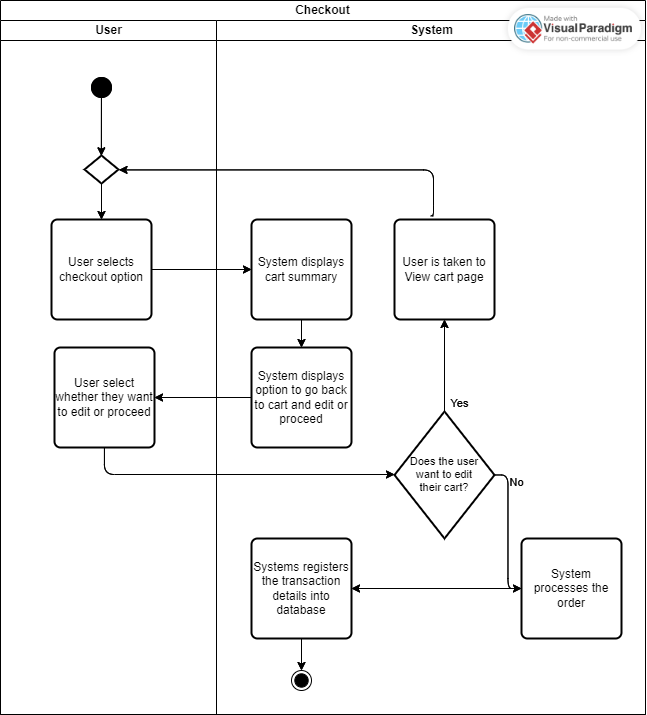 Checkout
User
System
Made with
VisualParadigm
For non-commercial use
User selects
checkout option
System displays
cart summary
User is taken to
View cart page
User select
whether they want
to edit or proceed
System displays
option to go back
to cart and edit or
proceed
Yes
Does the user
want to edit
their cart?
No
Systems registers
the transaction
details into
database
System
processes the
order